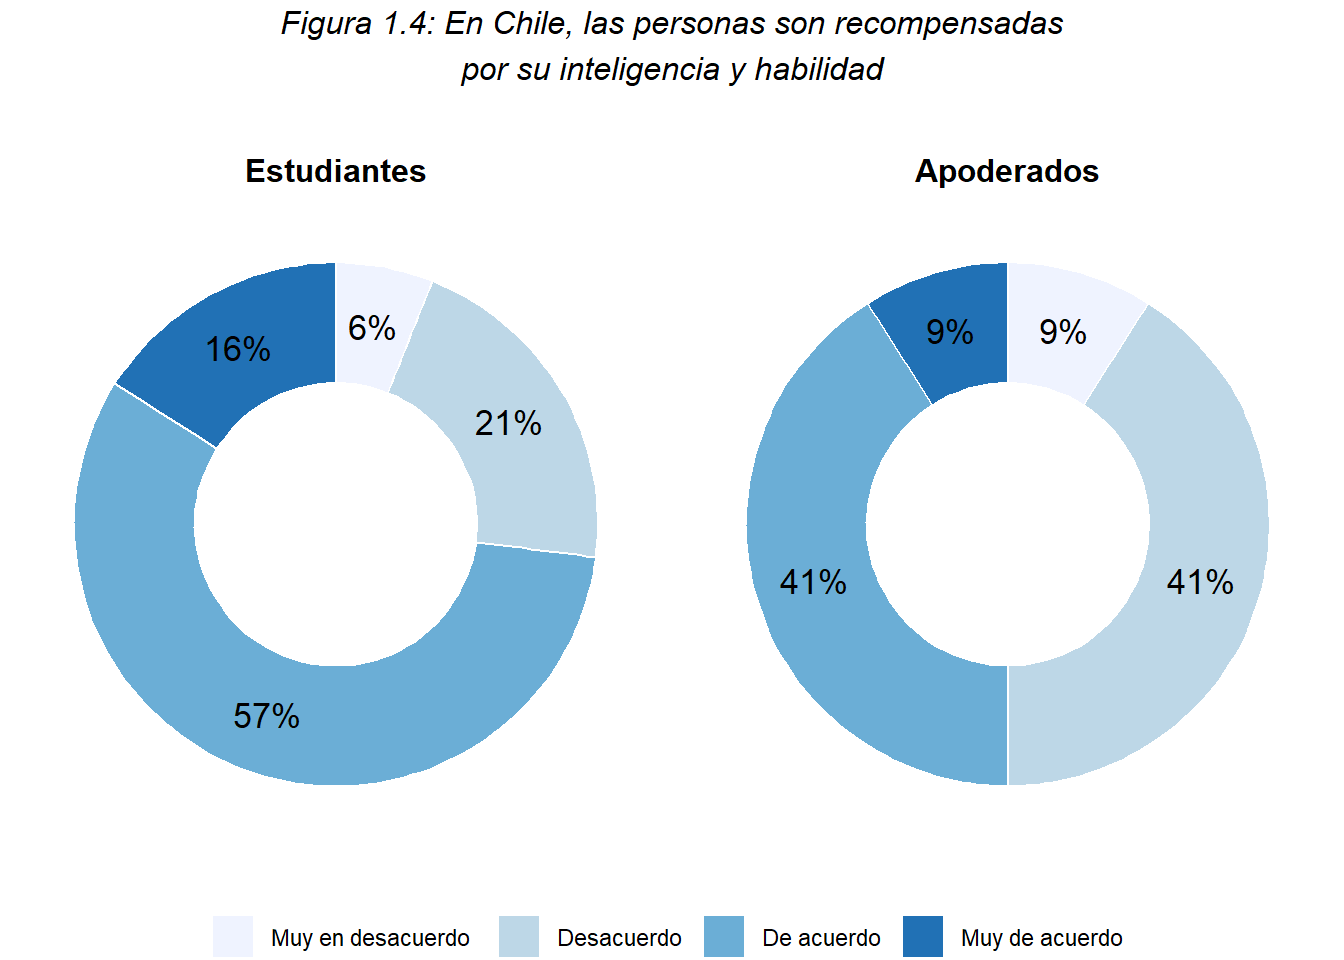 Figura 1.4: En Chile, las personas son recompensadas
por su inteligencia y habilidad
Estudiantes
Apoderados
6%
16%
21%
57%
9%
9%
41%
41%
Muy en desacuerdo
Desacuerdo
De acuerdo
Muy de acuerdo